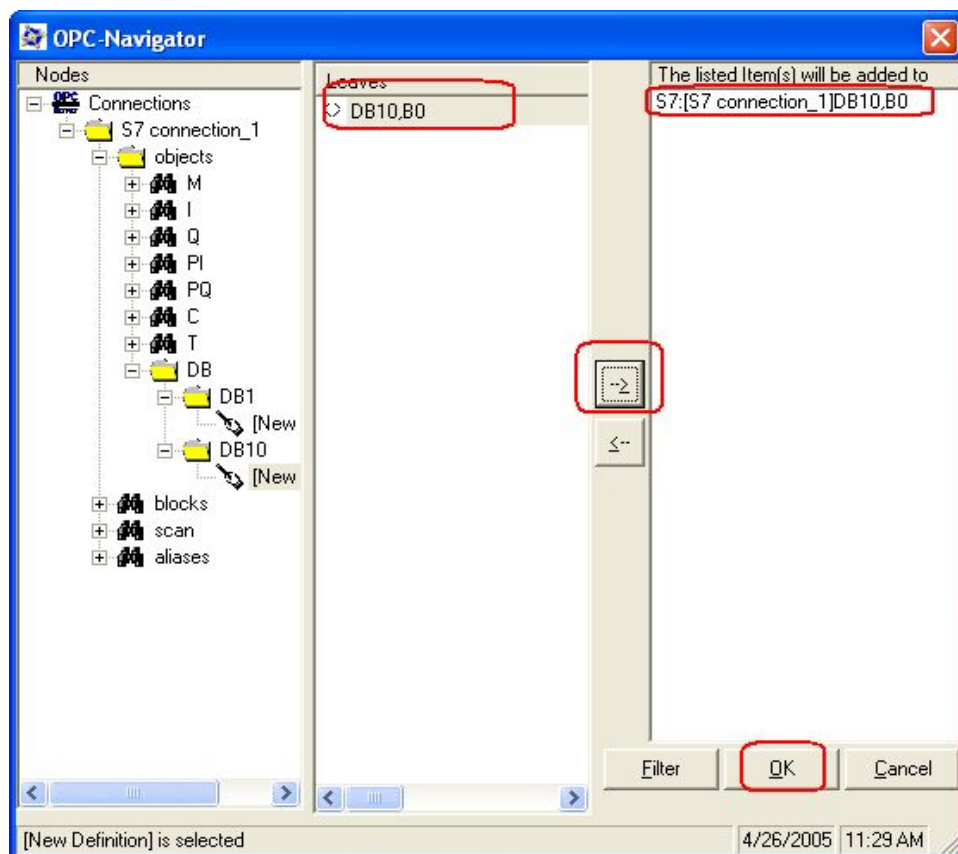 OPC-Navigator
Nodes
Connections
S7 connection_1
objects
M
I
Q
PI
PQ
C
T
DB
DB1
[New
DB10
[New
blocks
scan
aliases
Leaves
<> DB10,B0
-->
<--
The listed Item(s) will be added to
S7:[S7 connection_1]DB10,B0
Filter
OK
Cancel
[New Definition] is selected
4/26/2005
11:29 AM